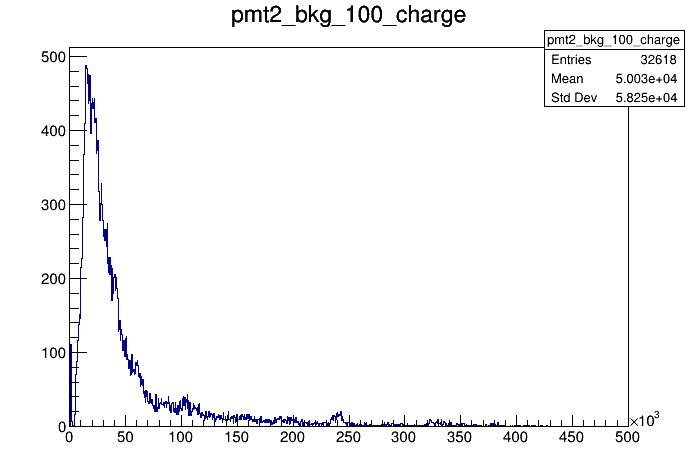 pmt2_bkg_100_charge
pmt2_bkg_100_charge
Entries 32618
Mean 5.003e+04
Std Dev 5.825e+04
500
400
300
200
100
0
0 50 100 150 200 250 300 350 400 450 500
×10³